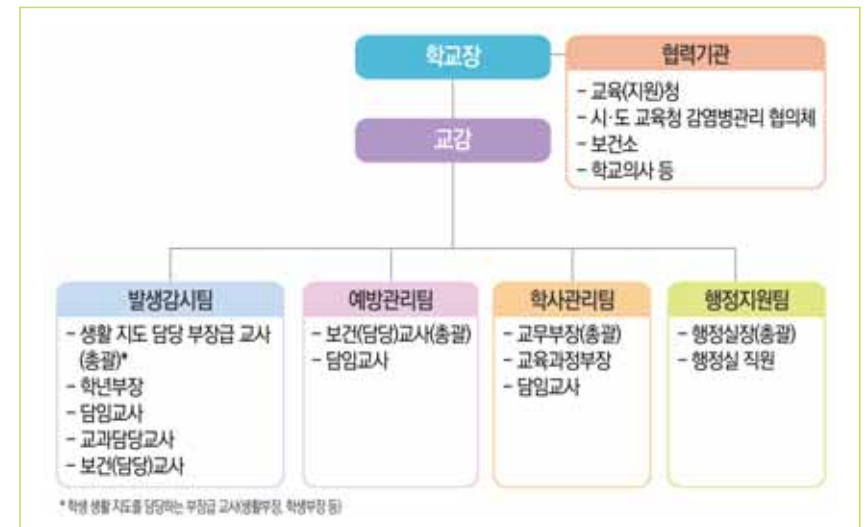 학교장
협력기관
- 교육(지원)청
- 시·도 교육청 감염병관리 협의체
- 보건소
- 학교의사 등
교감
발생감시팀
- 생활 지도 담당 부장급 교사
(총괄)*
- 학년부장
- 담임교사
- 교과담당교사
- 보건(담당)교사
예방관리팀
- 보건(담당)교사(총괄)
- 담임교사
학사관리팀
- 교무부장(총괄)
- 교육과정부장
- 담임교사
행정지원팀
- 행정실장(총괄)
- 행정실 직원
* 학생 생활 지도를 담당하는 부장급 교사(생활부장, 학생부장 등)